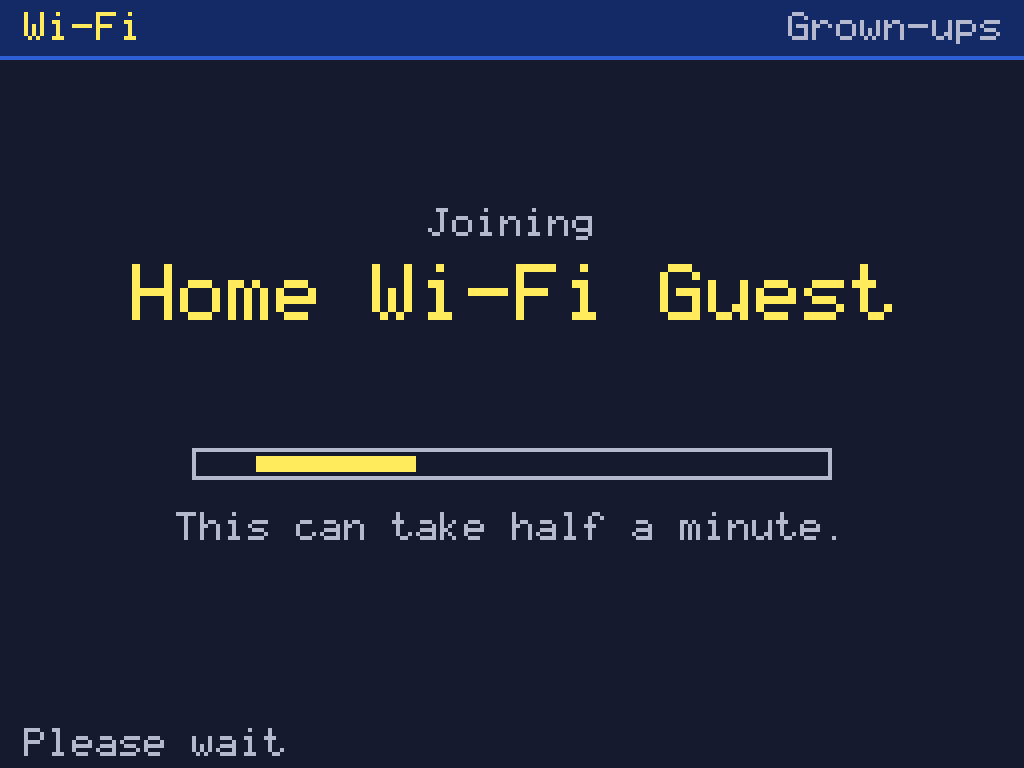 Wi-Fi
Grown-ups
Joining
Home Wi-Fi Guest
This can take half a minute.
Please wait